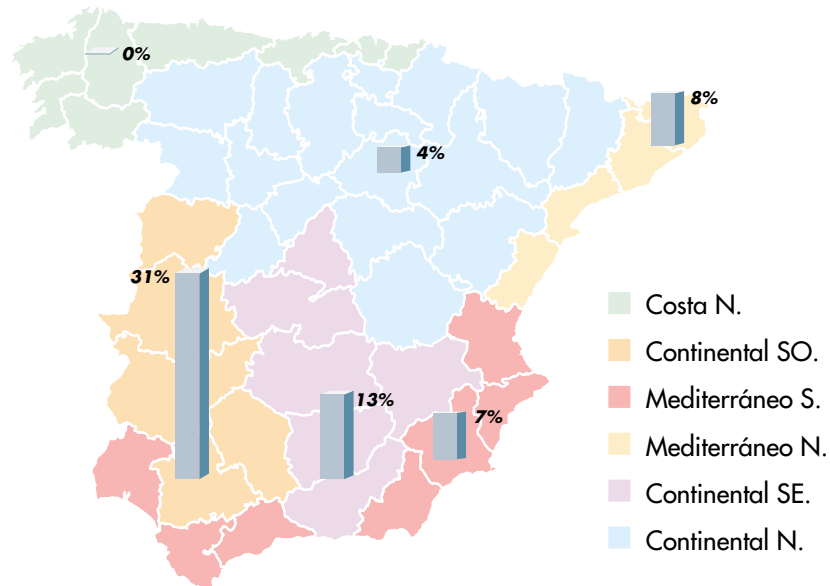 0%
8%
4%
31%
13%
7%
Costa N.
Continental SO.
Mediterráneo S.
Mediterráneo N.
Continental SE.
Continental N.